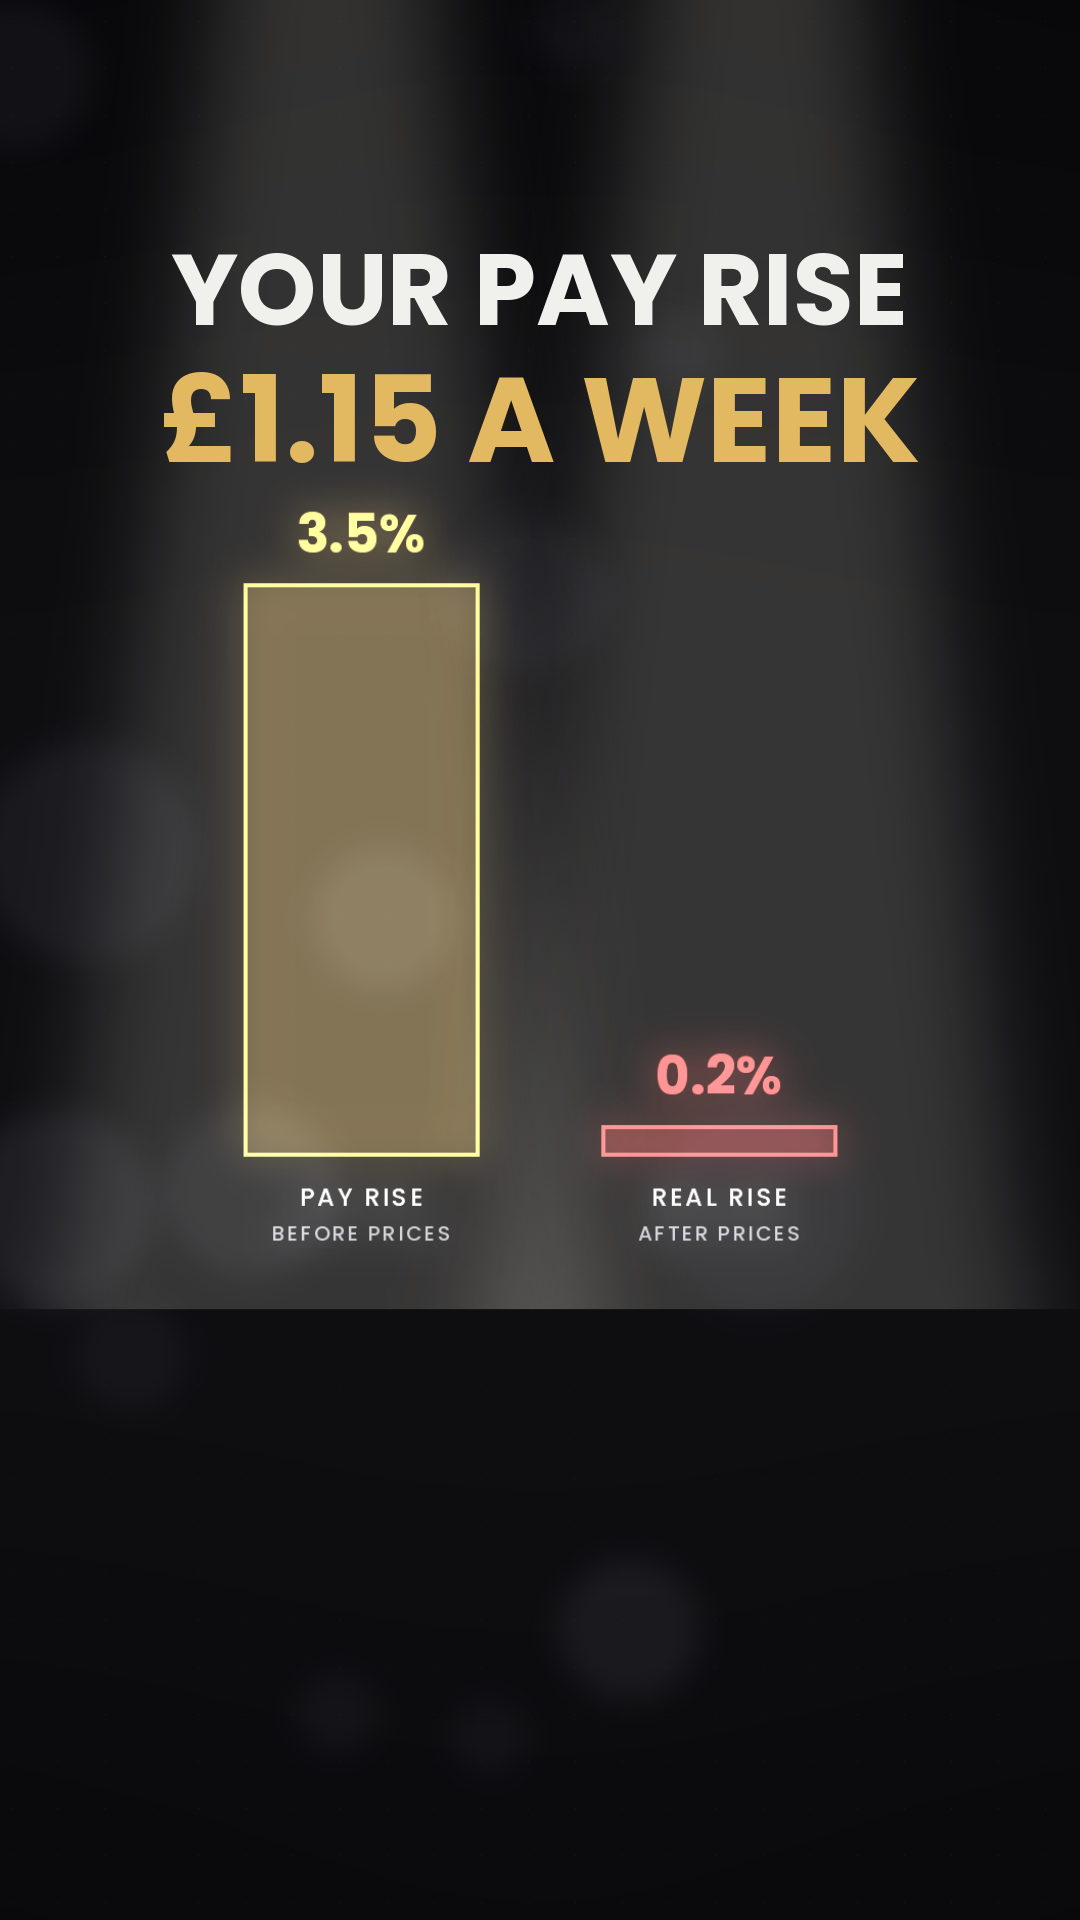 YOUR PAY RISE
£1.15 A WEEK
3.5%
0.2%
PAY RISE
BEFORE PRICES
REAL RISE
AFTER PRICES